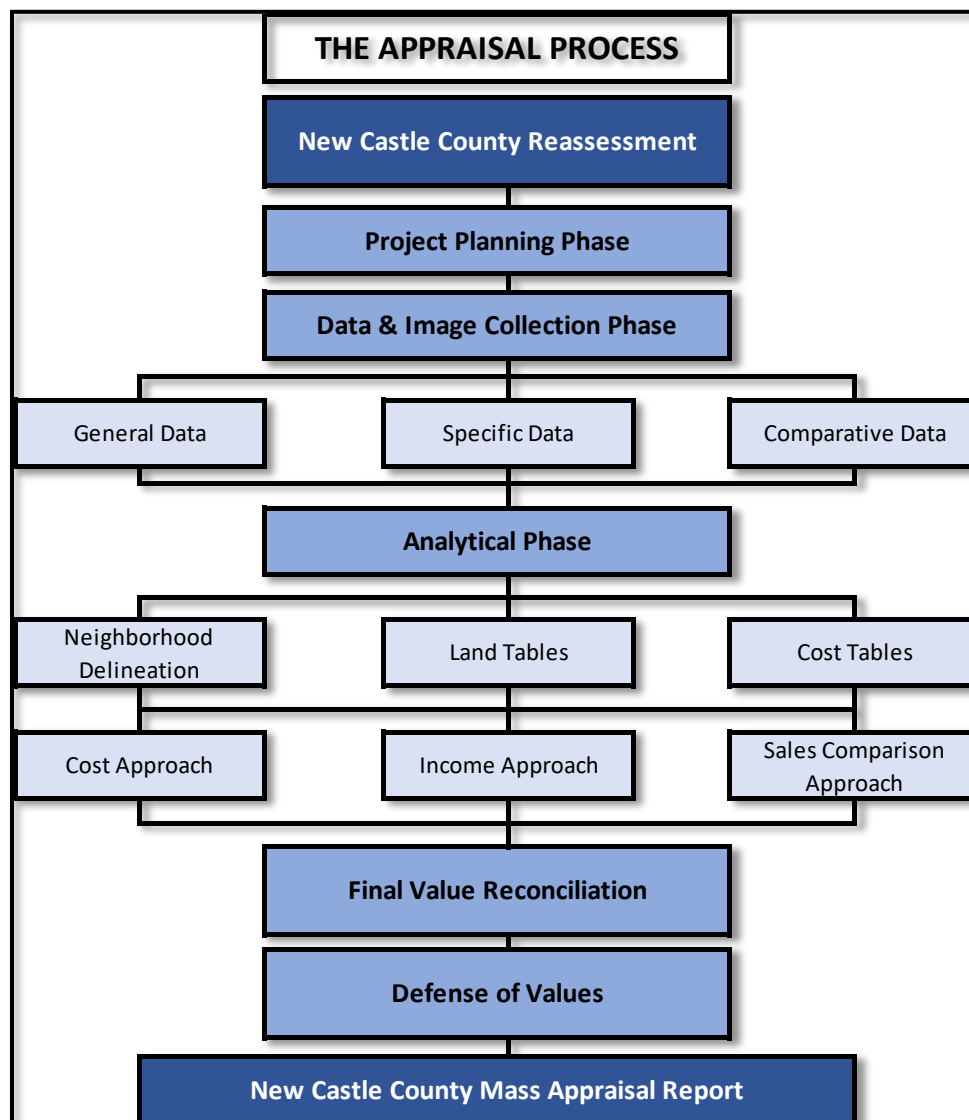 THE APPRAISAL PROCESS
New Castle County Reassessment
Project Planning Phase
Data & Image Collection Phase
General Data
Specific Data
Comparative Data
Analytical Phase
Neighborhood
Delineation
Land Tables
Cost Tables
Cost Approach
Income Approach
Sales Comparison
Approach
Final Value Reconciliation
Defense of Values
New Castle County Mass Appraisal Report